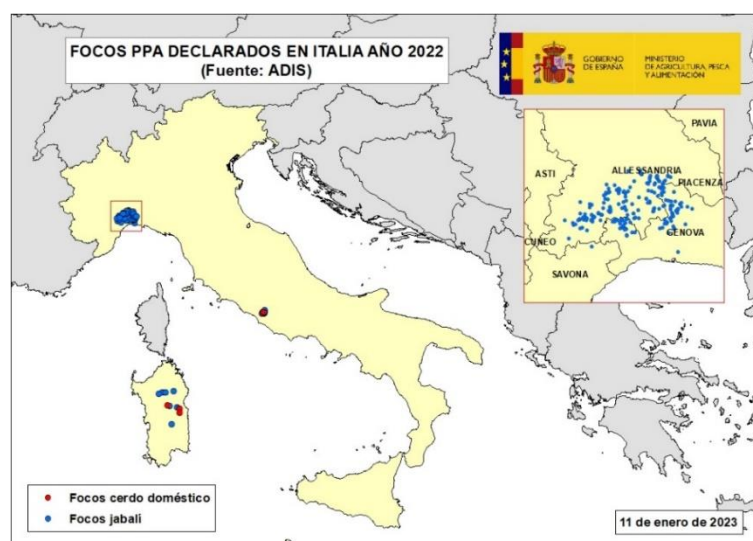 FOCOS PPA DECLARADOS EN ITALIA AÑO 2022
(Fuente: ADIS)
GOBIERNO
DE ESPAÑA
MINISTERIO
DE AGRICULTURA, PESCA
Y ALIMENTACIÓN
PAVIA
ASTI
ALLESSANDRIA
PIACENZA
CUNEO
GENOVA
SAVONA
Focos cerdo doméstico
Focos jabalí
11 de enero de 2023